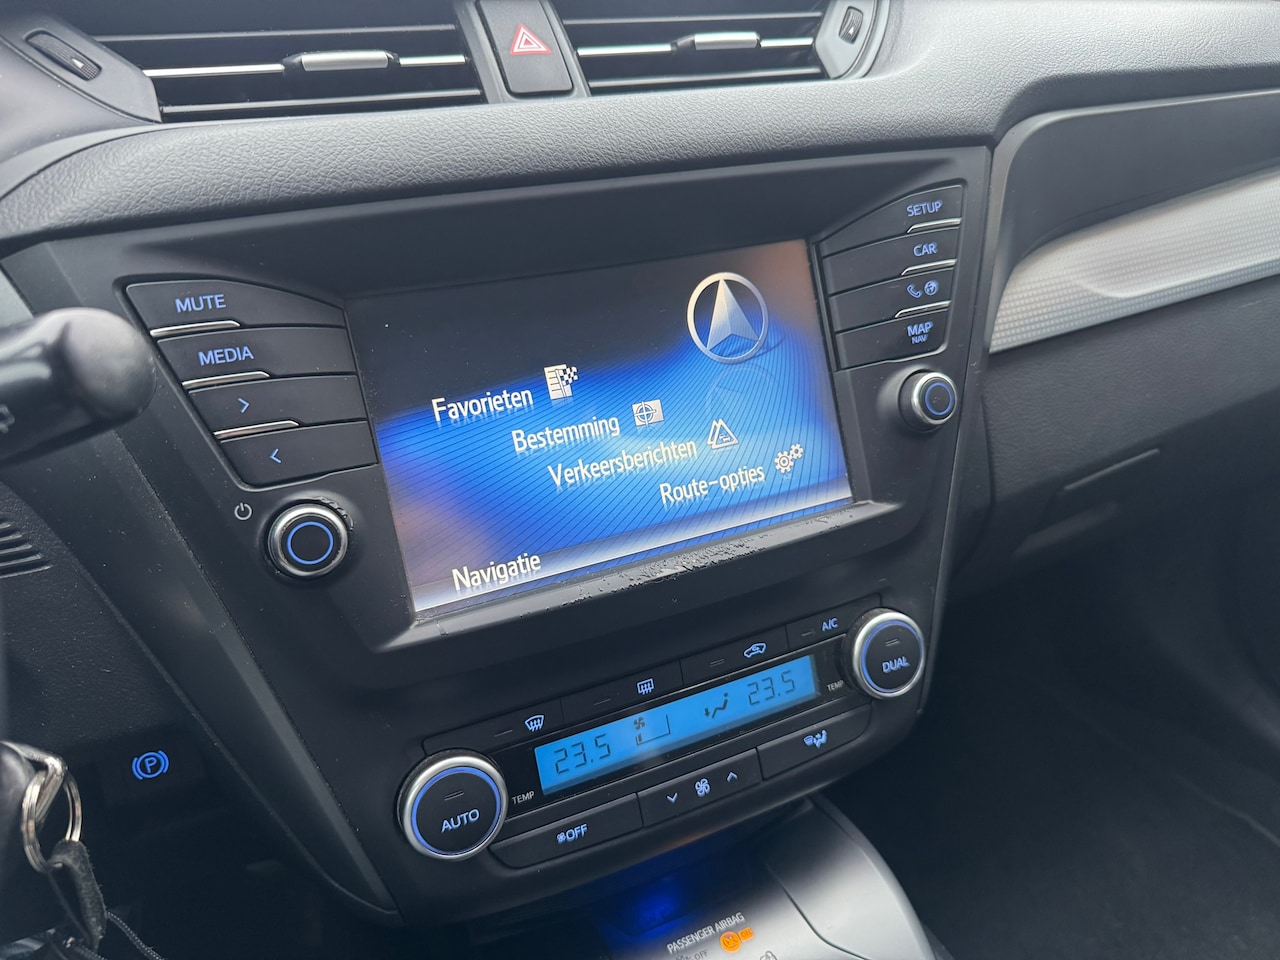 MUTE
MEDIA
SETUP
CAR
MAP
NAV
Favorieten
Bestemming
Verkeersberichten
Route-opties
Navigatie
A/C
23.5
23.5
TEMP
TEMP
AUTO
DUAL
OFF
P
PASSENGER AIRBAG
OFF